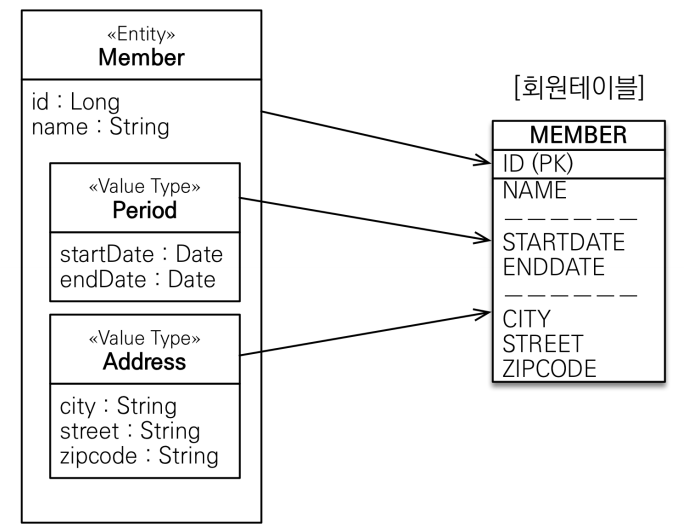 «Entity»
Member
id : Long
name : String
«Value Type»
Period
startDate : Date
endDate : Date
«Value Type»
Address
city : String
street : String
zipcode : String
[회원테이블]
MEMBER
ID (PK)
NAME
STARTDATE
ENDDATE
CITY
STREET
ZIPCODE